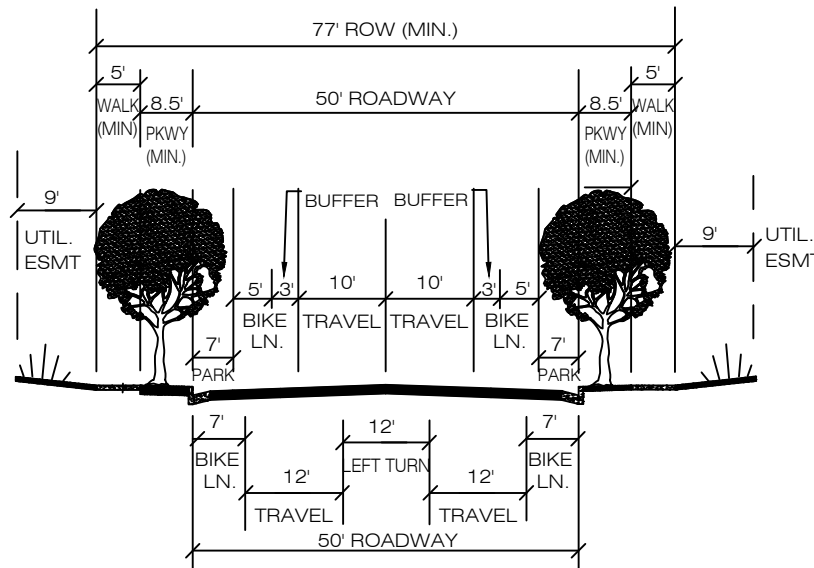 77' ROW (MIN.)
5'
5'
WALK
(MIN)
8.5'
50' ROADWAY
8.5'
WALK
(MIN)
PKWY
(MIN.)
PKWY
(MIN.)
9'
BUFFER
BUFFER
UTIL.
ESMT
9'
UTIL.
ESMT
5'
3'
10'
10'
3'
5'
BIKE
LN.
TRAVEL
TRAVEL
BIKE
LN.
7'
PARK
7'
PARK
7'
12'
7'
BIKE
LN.
LEFT TURN
BIKE
LN.
12'
12'
TRAVEL
TRAVEL
50' ROADWAY